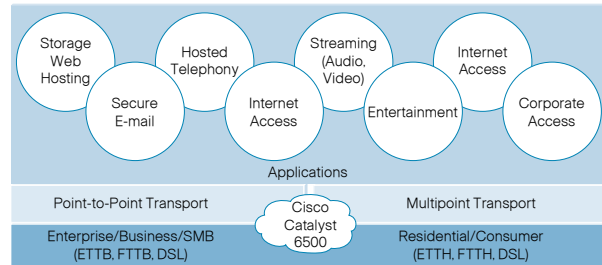 Storage
Web
Hosting
Secure
E-mail
Hosted
Telephony
Internet
Access
Streaming
(Audio,
Video)
Entertainment
Internet
Access
Corporate
Access
Applications
Point-to-Point Transport
Cisco
Catalyst
6500
Multipoint Transport
Enterprise/Business/SMB
(ETTB, FTTB, DSL)
Residential/Consumer
(ETTH, FTTH, DSL)